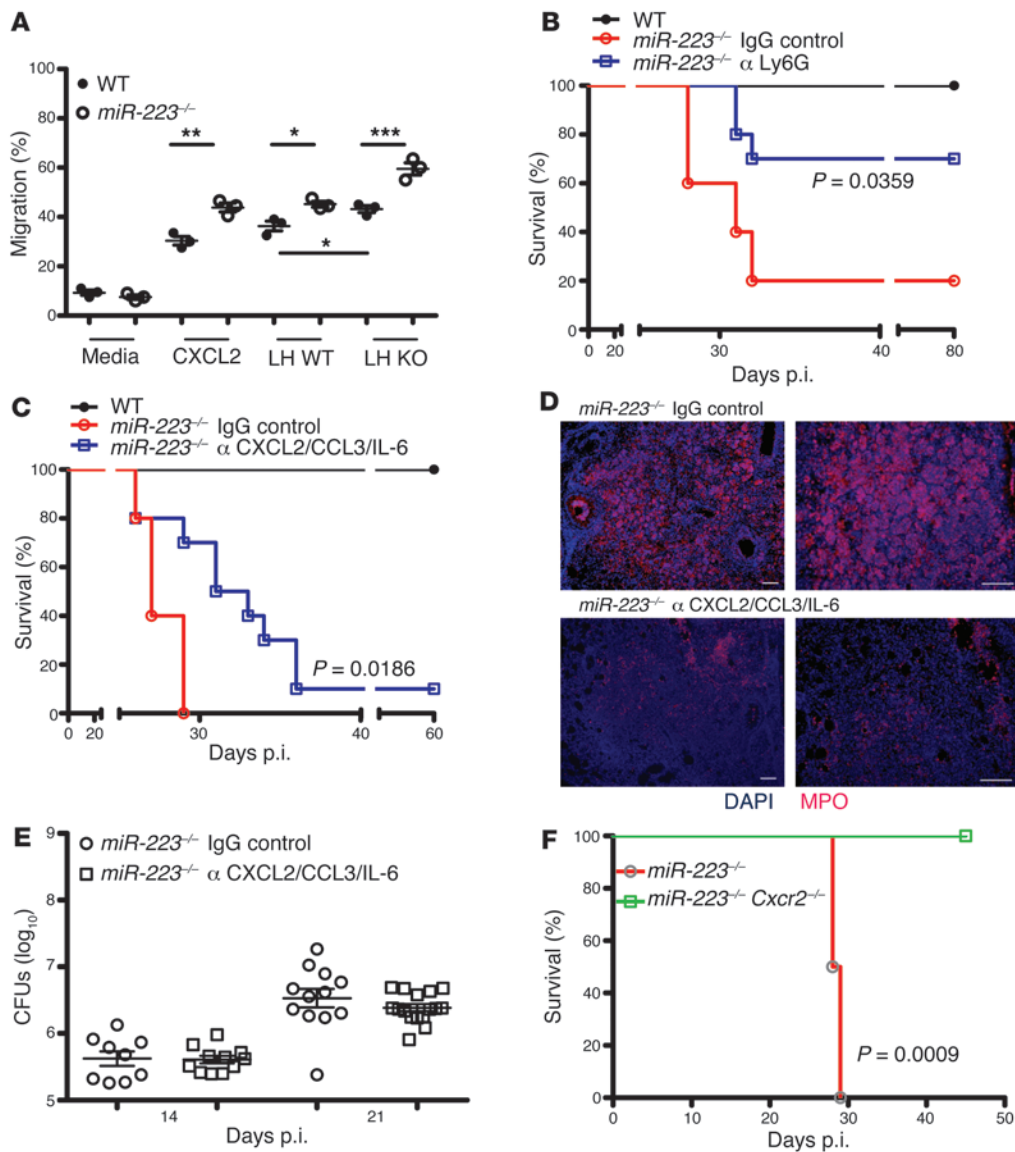 A
WT
miR-223–/–
Migration (%)
100
80
60
40
20
0
** * ***
*
Media CXCL2 LH WT LH KO
B
WT
miR-223–/– IgG control
miR-223–/– α Ly6G
Survival (%)
100
80
60
40
20
0
P = 0.0359
0 20 30 40 80
Days p.i.
C
WT
miR-223–/– IgG control
miR-223–/– α CXCL2/CCL3/IL-6
Survival (%)
100
80
60
40
20
0
P = 0.0186
0 20 30 40 60
Days p.i.
D
miR-223–/– IgG control
miR-223–/– α CXCL2/CCL3/IL-6
DAPI MPO
E
miR-223–/– IgG control
miR-223–/– α CXCL2/CCL3/IL-6
CFUs (log10)
9
8
7
6
5
14 21
Days p.i.
F
miR-223–/–
miR-223–/– Cxcr2–/–
Survival (%)
100
80
60
40
20
0
P = 0.0009
0 10 20 30 40 50
Days p.i.